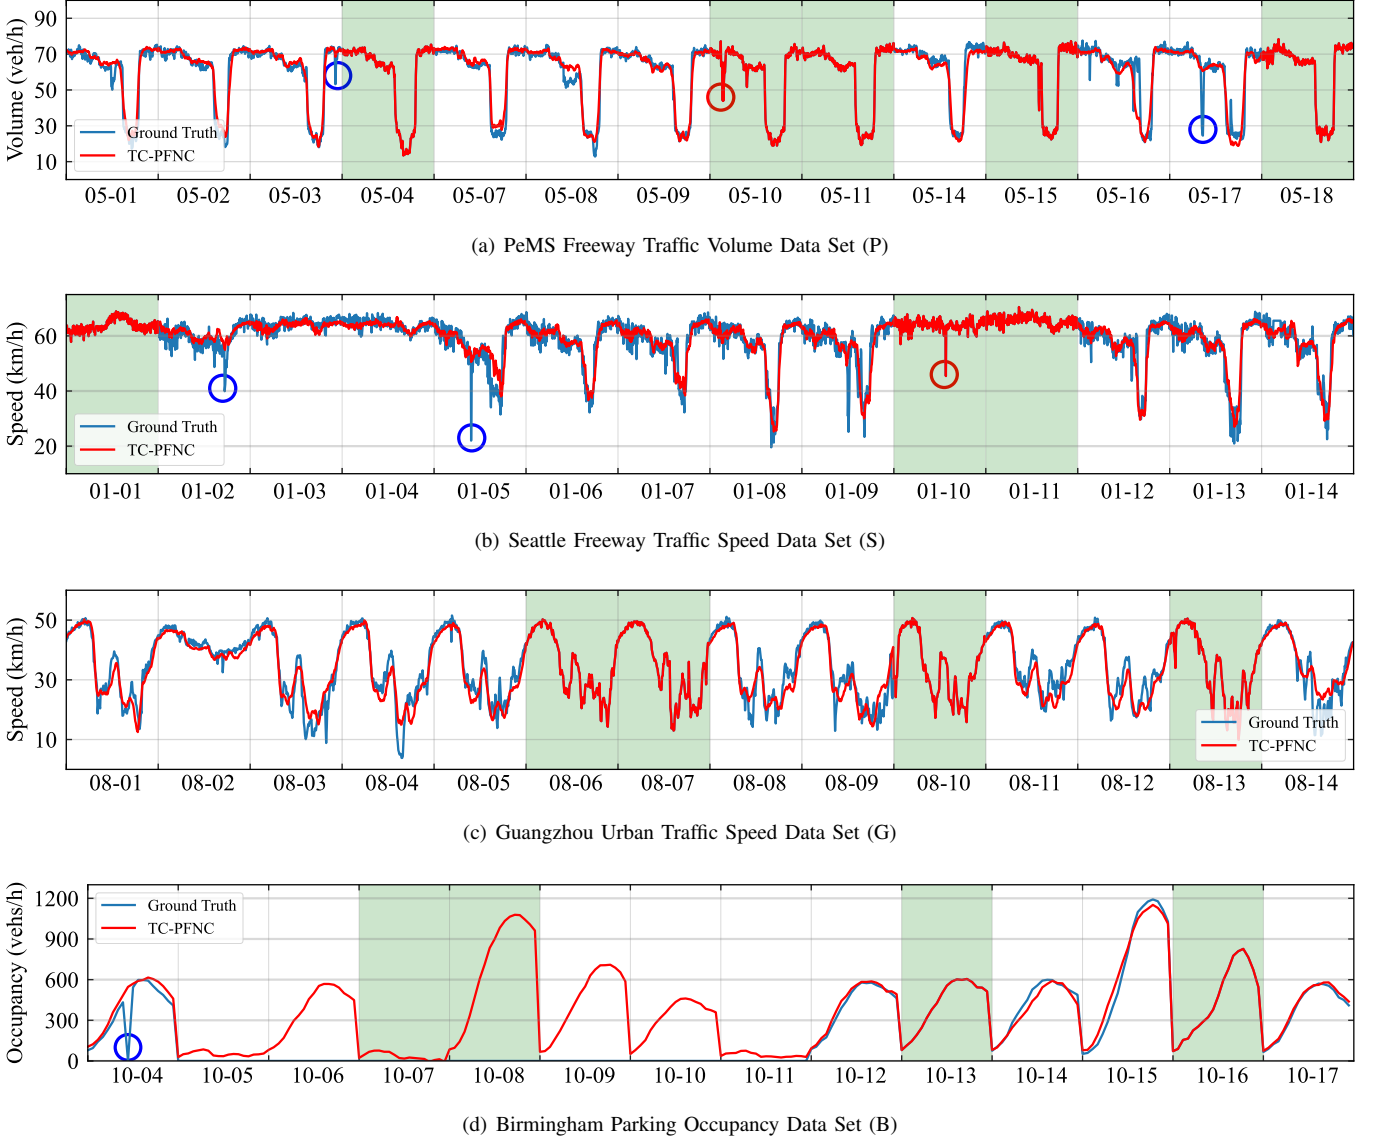 90
70
50
30
10
Volume (veh/h)
Ground Truth
TC-PFNC
05-01 05-02 05-03 05-04 05-07 05-08 05-09 05-10 05-11 05-14 05-15 05-16 05-17 05-18
(a) PeMS Freeway Traffic Volume Data Set (P)
60
40
20
Speed (km/h)
Ground Truth
TC-PFNC
01-01 01-02 01-03 01-04 01-05 01-06 01-07 01-08 01-09 01-10 01-11 01-12 01-13 01-14
(b) Seattle Freeway Traffic Speed Data Set (S)
50
30
10
Speed (km/h)
Ground Truth
TC-PFNC
08-01 08-02 08-03 08-04 08-05 08-06 08-07 08-08 08-09 08-10 08-11 08-12 08-13 08-14
(c) Guangzhou Urban Traffic Speed Data Set (G)
1200
900
600
300
0
Occupancy (vehs/h)
Ground Truth
TC-PFNC
10-04 10-05 10-06 10-07 10-08 10-09 10-10 10-11 10-12 10-13 10-14 10-15 10-16 10-17
(d) Birmingham Parking Occupancy Data Set (B)